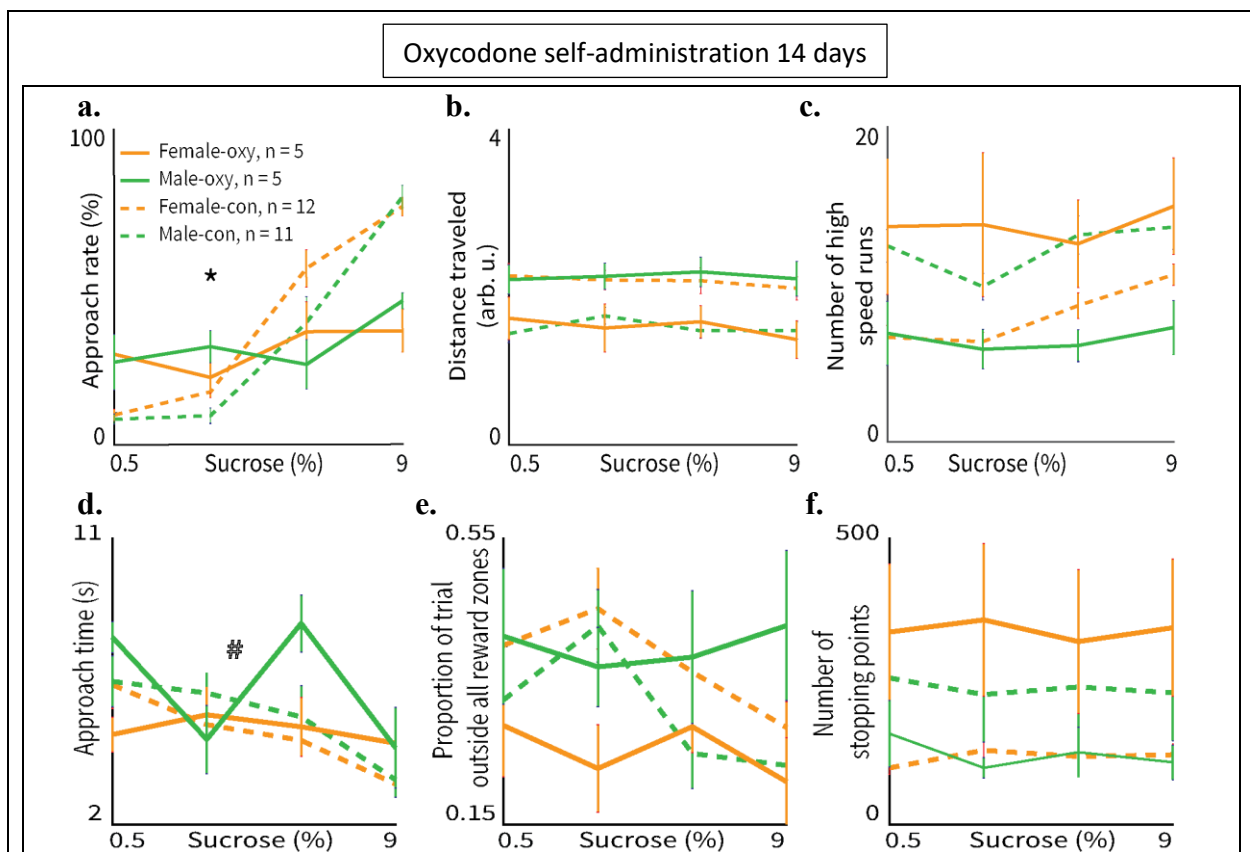 Oxycodone self-administration 14 days
a.
100
Approach rate (%)
0
Female-oxy, n = 5
Male-oxy, n = 5
Female-con, n = 12
Male-con, n = 11
*
0.5
Sucrose (%)
9
b.
4
Distance traveled
(arb. u.)
0
0.5
Sucrose (%)
9
c.
20
Number of high
speed runs
0
0.5
Sucrose (%)
9
d.
11
Approach time (s)
2
#
0.5
Sucrose (%)
9
e.
0.55
Proportion of trial
outside all reward zones
0.15
0.5
Sucrose (%)
9
f.
500
Number of
stopping points
0
0.5
Sucrose (%)
9